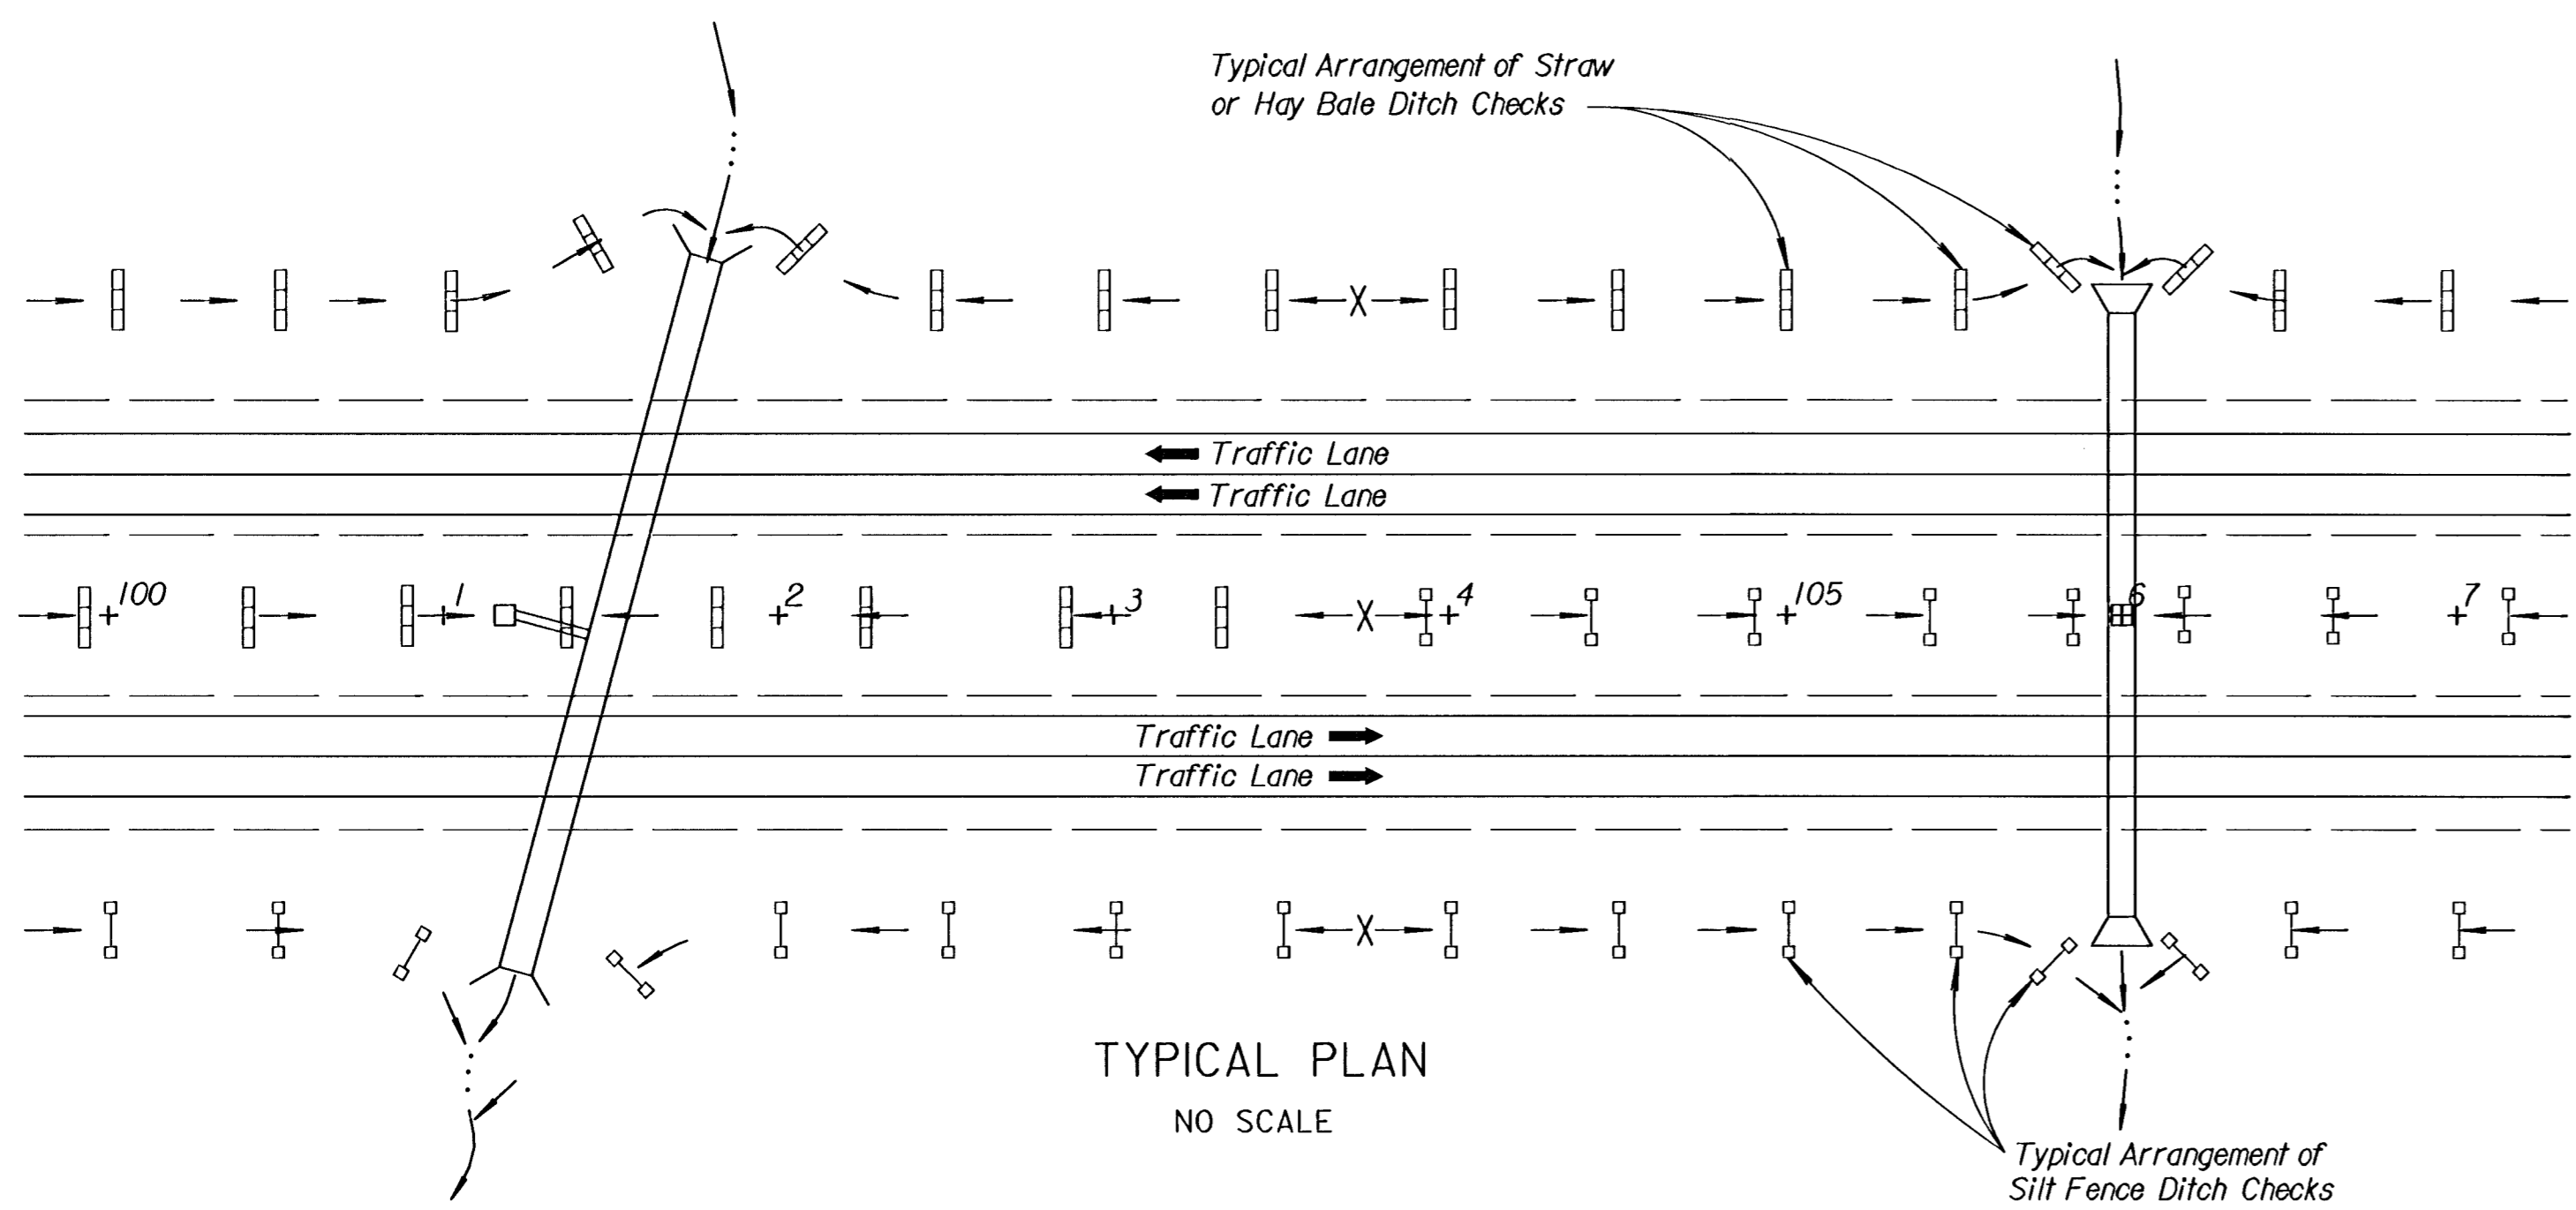 Typical Arrangement of Straw
or Hay Bale Ditch Checks
X
Traffic Lane
Traffic Lane
100
1
2
3
X
4
105
6
7
Traffic Lane
Traffic Lane
X
TYPICAL PLAN
NO SCALE
Typical Arrangement of
Silt Fence Ditch Checks